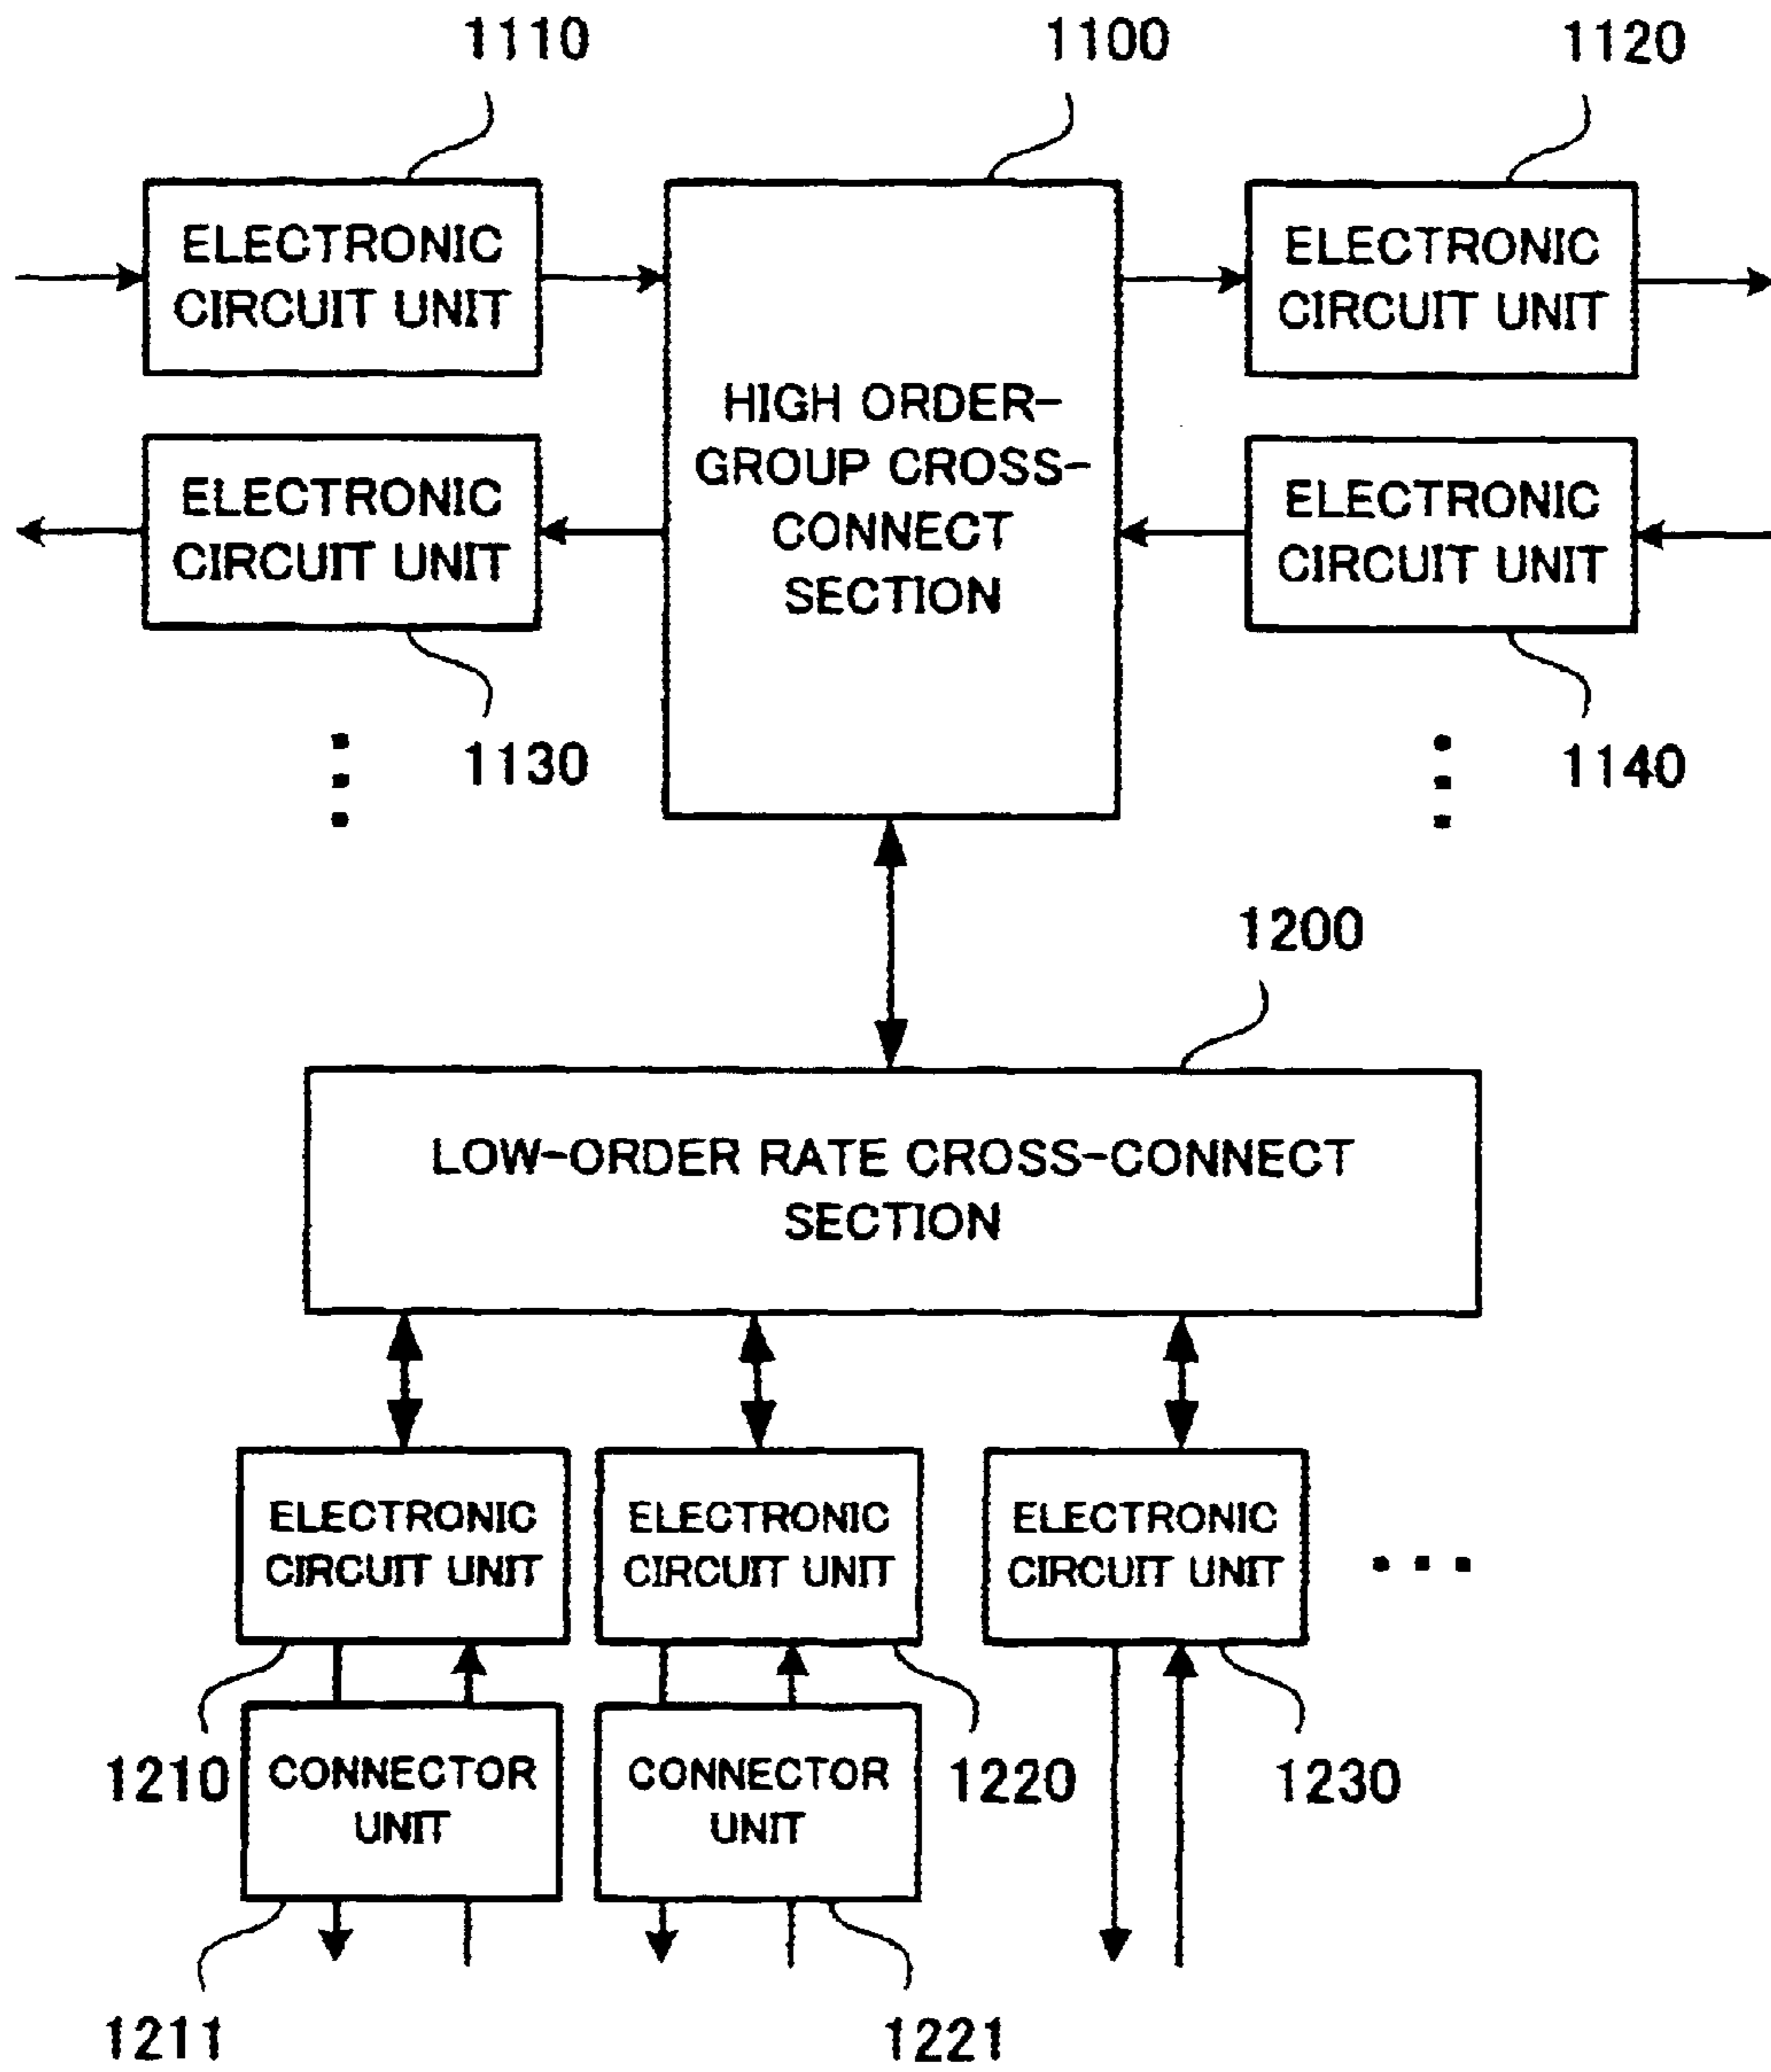 1110
1100
1120
ELECTRONIC
CIRCUIT UNIT
HIGH ORDER-
GROUP CROSS-
CONNECT
SECTION
ELECTRONIC
CIRCUIT UNIT
ELECTRONIC
CIRCUIT UNIT
ELECTRONIC
CIRCUIT UNIT
1130
1140
1200
LOW-ORDER RATE CROSS-CONNECT
SECTION
ELECTRONIC
CIRCUIT UNIT
ELECTRONIC
CIRCUIT UNIT
ELECTRONIC
CIRCUIT UNIT
1210
CONNECTOR
UNIT
CONNECTOR
UNIT
1220
1230
1211
1221